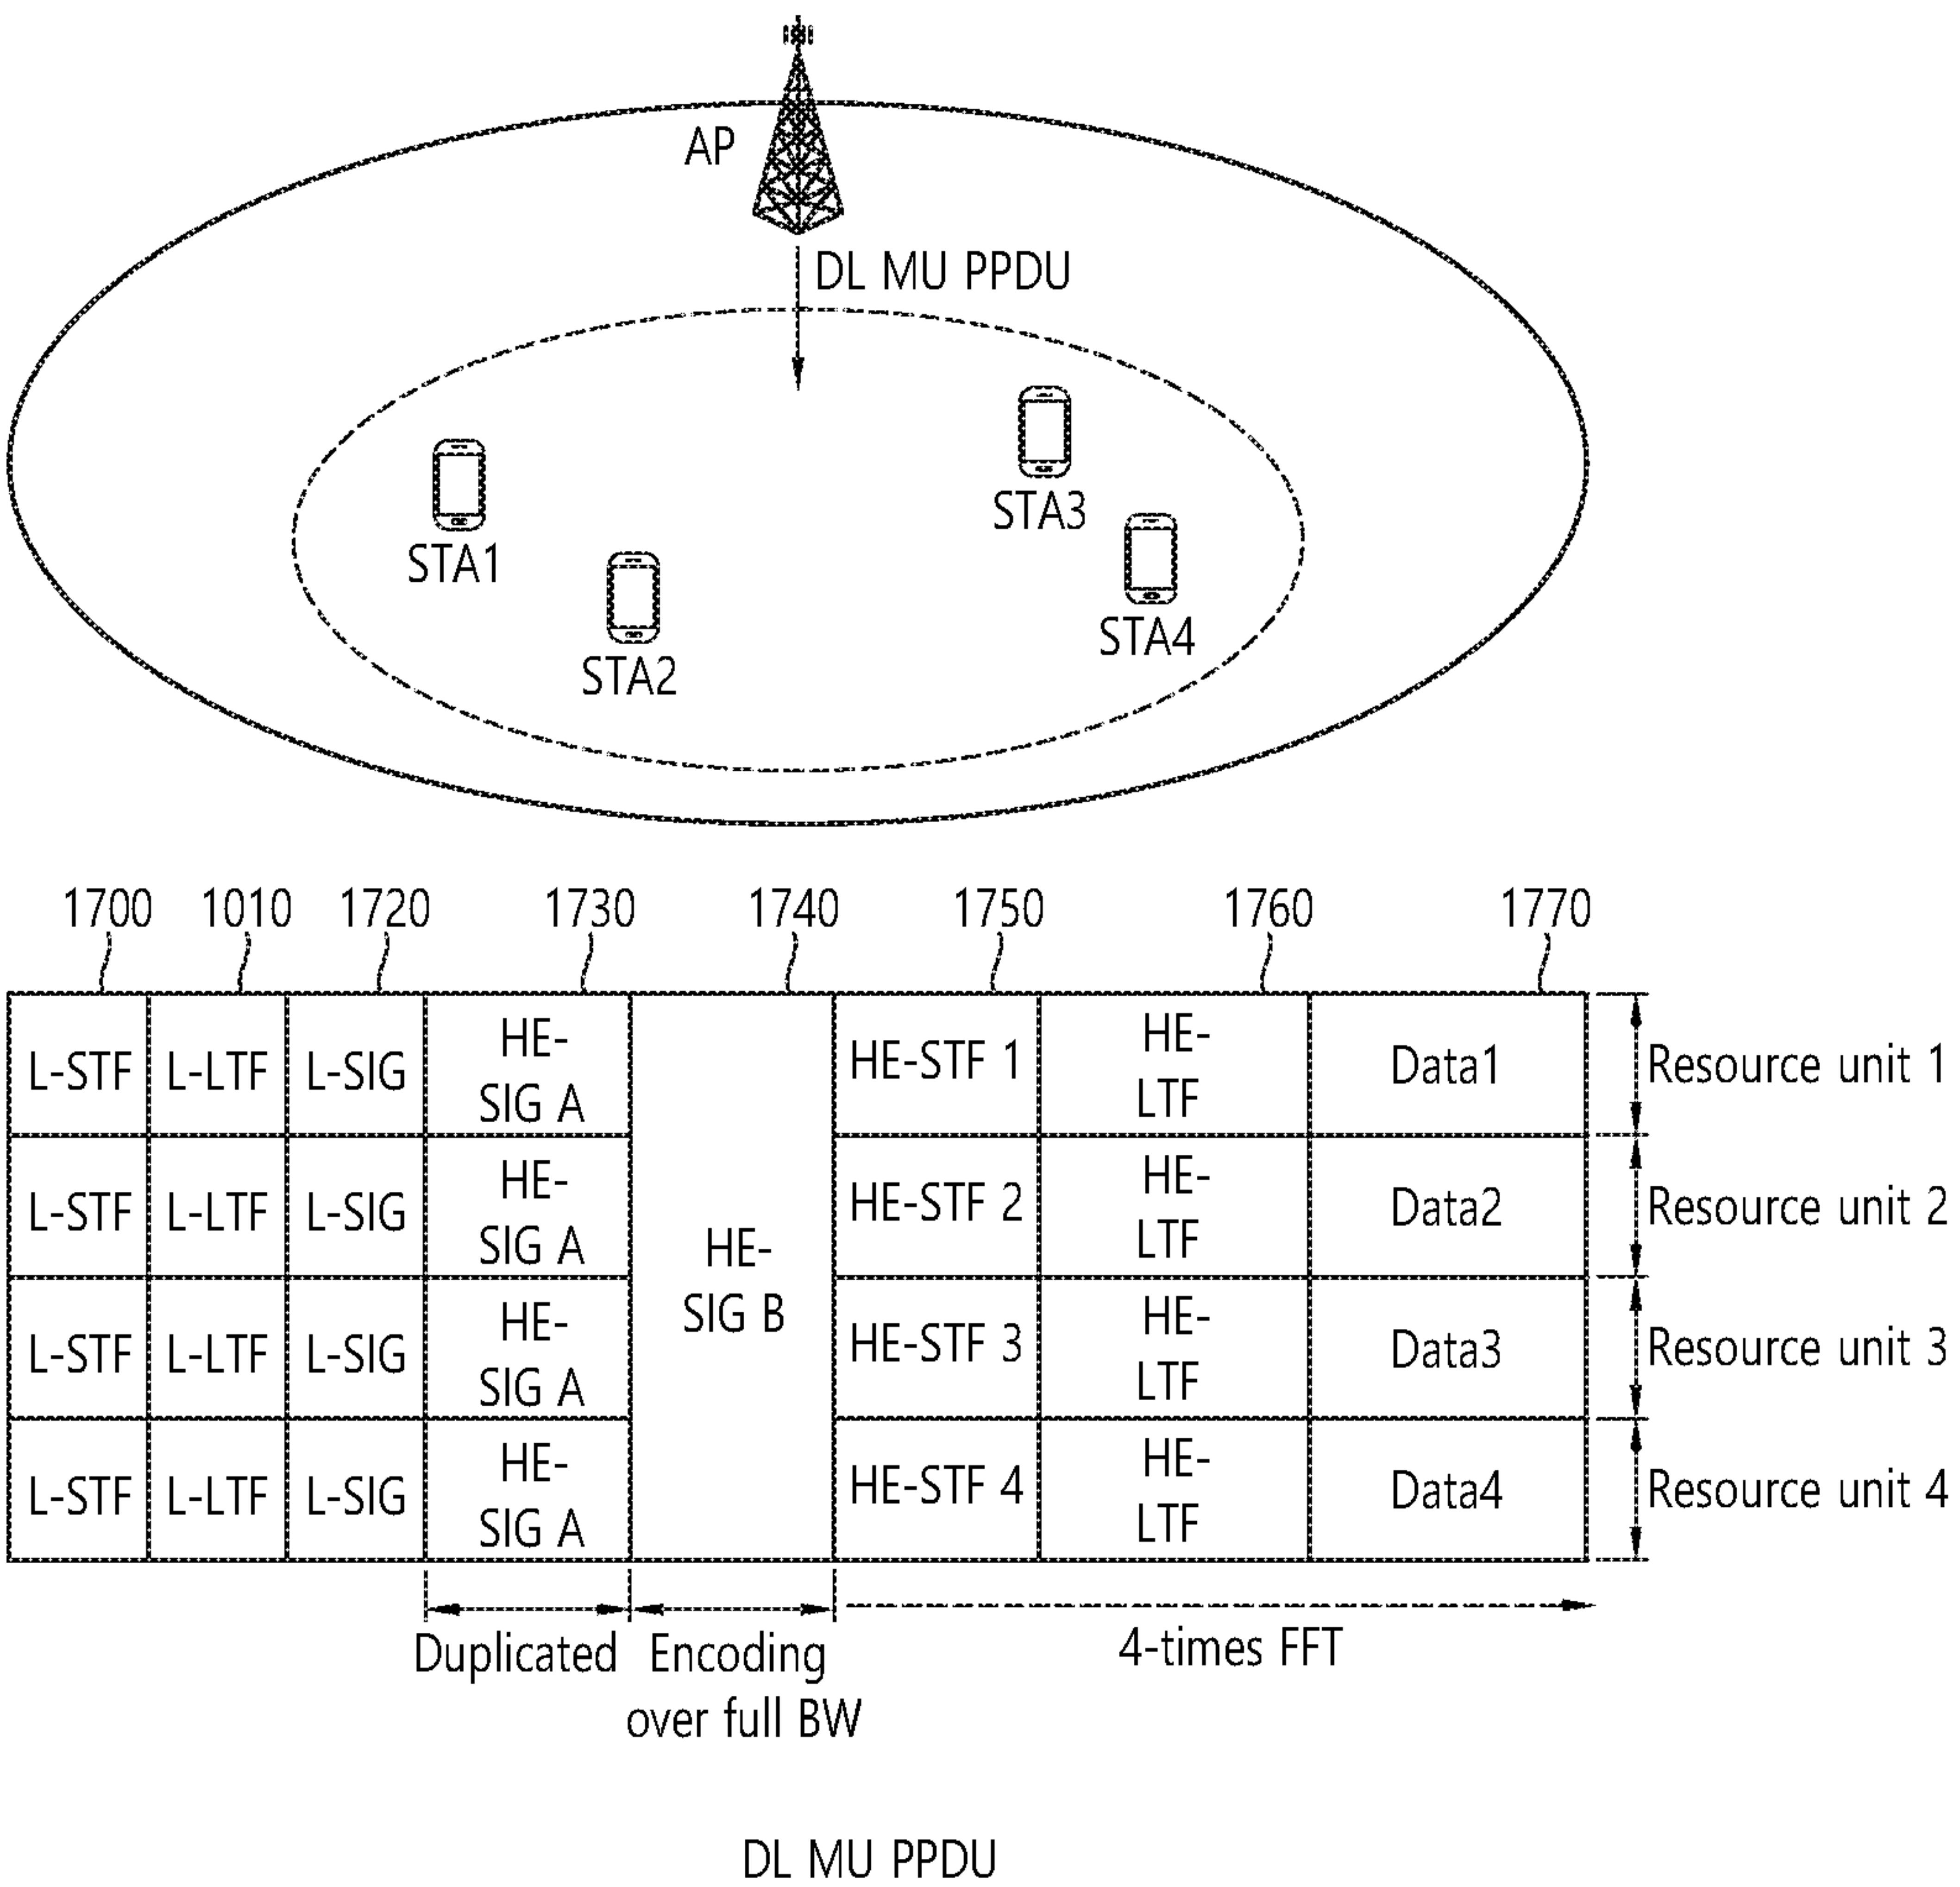 AP
DL MU PPDU
STA3
STA1
STA4
STA2
1700 1010 1720 1730 1740 1750 1760 1770
L-STF L-LTF L-SIG HE-
SIG A HE-STF 1 HE-
LTF Data1 Resource unit 1
L-STF L-LTF L-SIG HE-
SIG A HE-STF 2 HE-
LTF Data2 Resource unit 2
HE-
SIG B
L-STF L-LTF L-SIG HE-
SIG A HE-STF 3 HE-
LTF Data3 Resource unit 3
L-STF L-LTF L-SIG HE-
SIG A HE-STF 4 HE-
LTF Data4 Resource unit 4
Duplicated Encoding
over full BW
4-times FFT
DL MU PPDU